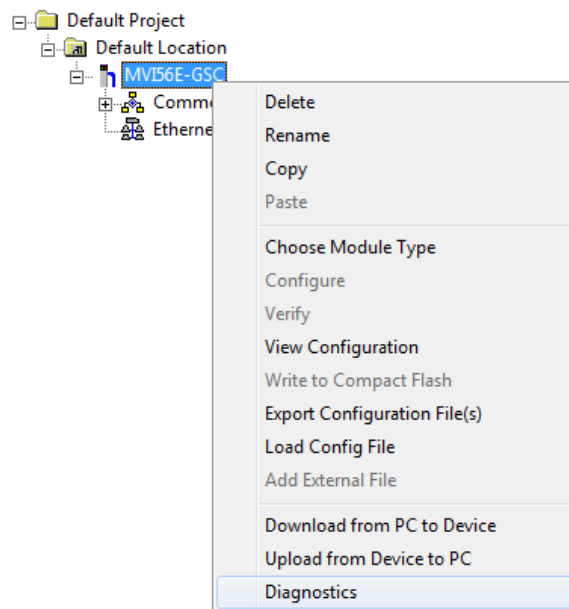 Default Project
Default Location
MVI56E-GSC
Comm
Etherne
Delete
Rename
Copy
Paste
Choose Module Type
Configure
Verify
View Configuration
Write to Compact Flash
Export Configuration File(s)
Load Config File
Add External File
Download from PC to Device
Upload from Device to PC
Diagnostics